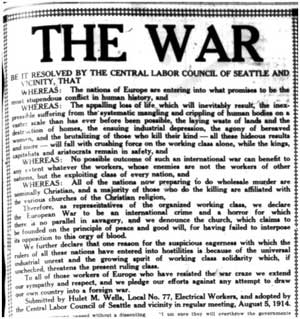 THE WAR
BE IT RESOLVED BY THE CENTRAL LABOR COUNCIL OF SEATTLE AND
VICINITY, THAT
WHEREAS: The nations of Europe are entering into what promises to be the
most stupendous conflict in human history, and
WHEREAS: The appalling loss of life which will inevitably result, the inex-
pressible suffering from the systematic mangling and crippling of human bodies on a
scale than has ever before been possible, the laying waste of lands and
destruction of homes, the ensuing industrial depression, the agony of bereaved
women, and the brutalizing of those who kill their kind — all these hideous results
of war — will fall with crushing force on the working class alone, while the kings,
capitalists and aristocrats remain in safety, and
WHEREAS: No possible outcome of such an international war can benefit to
any extent whatever the workers, whose enemies are not the workers of other
nations, but the exploiting class of every nation, and
WHEREAS: All of the nations now preparing to do wholesale murder are
nominally Christian, and a majority of those who do the killing are affiliated with
the various churches of the Christian religion,
Therefore, as representatives of the organized working class, we declare
the European War to be an international crime and a horror for which
there is no parallel in savagery, and we denounce the church, which claims to
be founded on the principle of peace and good will, for having failed to interpose
its opposition to this orgy of blood.
We further declare that one reason for the suspicious eagerness with which the
rulers of all these nations have entered into hostilities is because of the universal
industrial unrest and the growing spirit of working class solidarity which, if
unchecked, threatens the present ruling class.
To all of those workers of Europe who have resisted the war craze we extend
our sympathy and respect, and we pledge our efforts against any attempt to draw
our own country into a foreign war.
Submitted by Hulet M. Wells, Local No. 77, Electrical Workers, and adopted by
the Central Labor Council of Seattle and vicinity in regular meeting, August 5, 1914.
passed without a dissenting